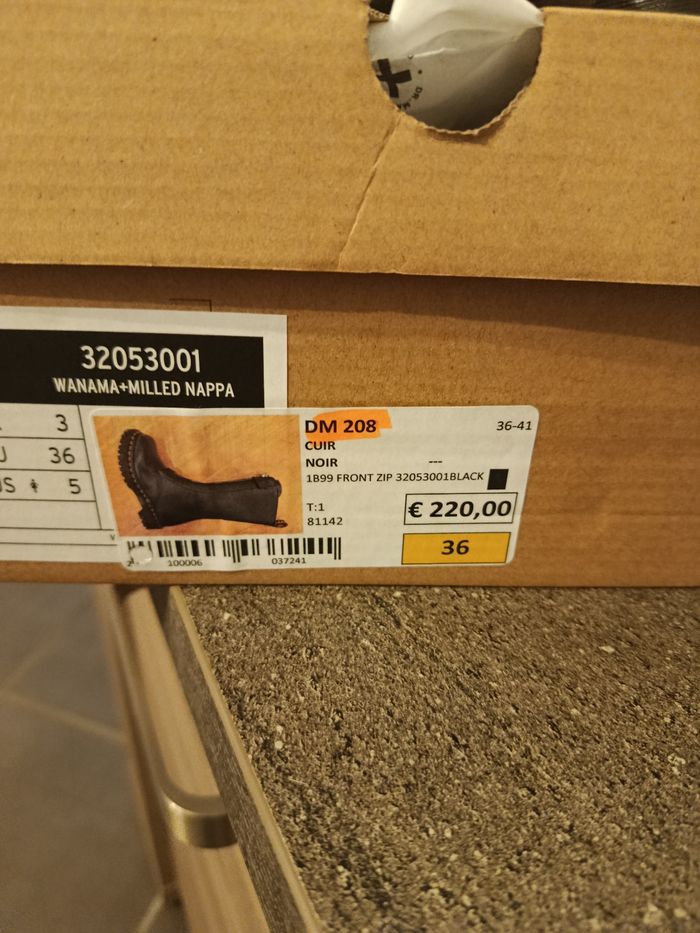 32053001
WANAMA+MILLED NAPPA
3
36
5
DM 208
36-41
CUIR
NOIR
---
1B99 FRONT ZIP 32053001BLACK
T:1
81142
€ 220,00
36
100006
037241